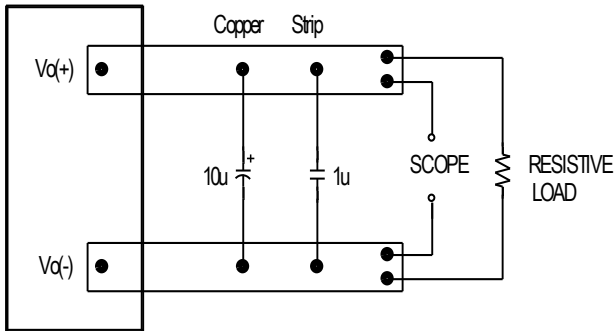 Copper Strip
Vo(+)
+
10u
1u
SCOPE
RESISTIVE
LOAD
Vo(-)